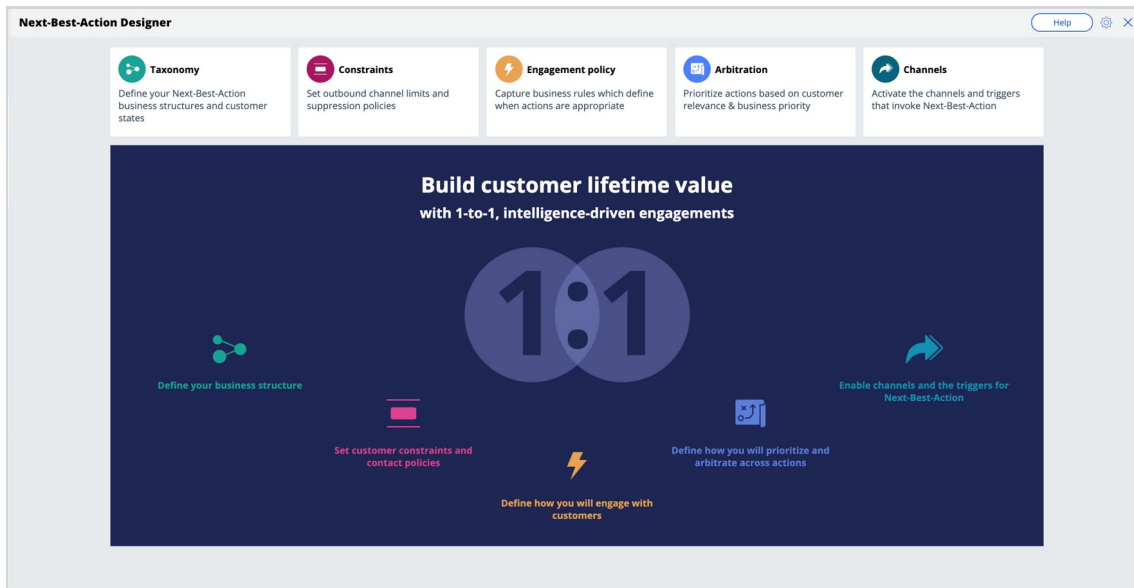 Next-Best-Action Designer
Help
Taxonomy
Define your Next-Best-Action
business structures and customer
states
Constraints
Set outbound channel limits and
suppression policies
Engagement policy
Capture business rules which define
when actions are appropriate
Arbitration
Prioritize actions based on customer
relevance & business priority
Channels
Activate the channels and triggers
that invoke Next-Best-Action
Build customer lifetime value
with 1-to-1, intelligence-driven engagements
1:1
Define your business structure
Set customer constraints and
contact policies
Define how you will engage with
customers
Define how you will prioritize and
arbitrate across actions
Enable channels and the triggers for
Next-Best-Action